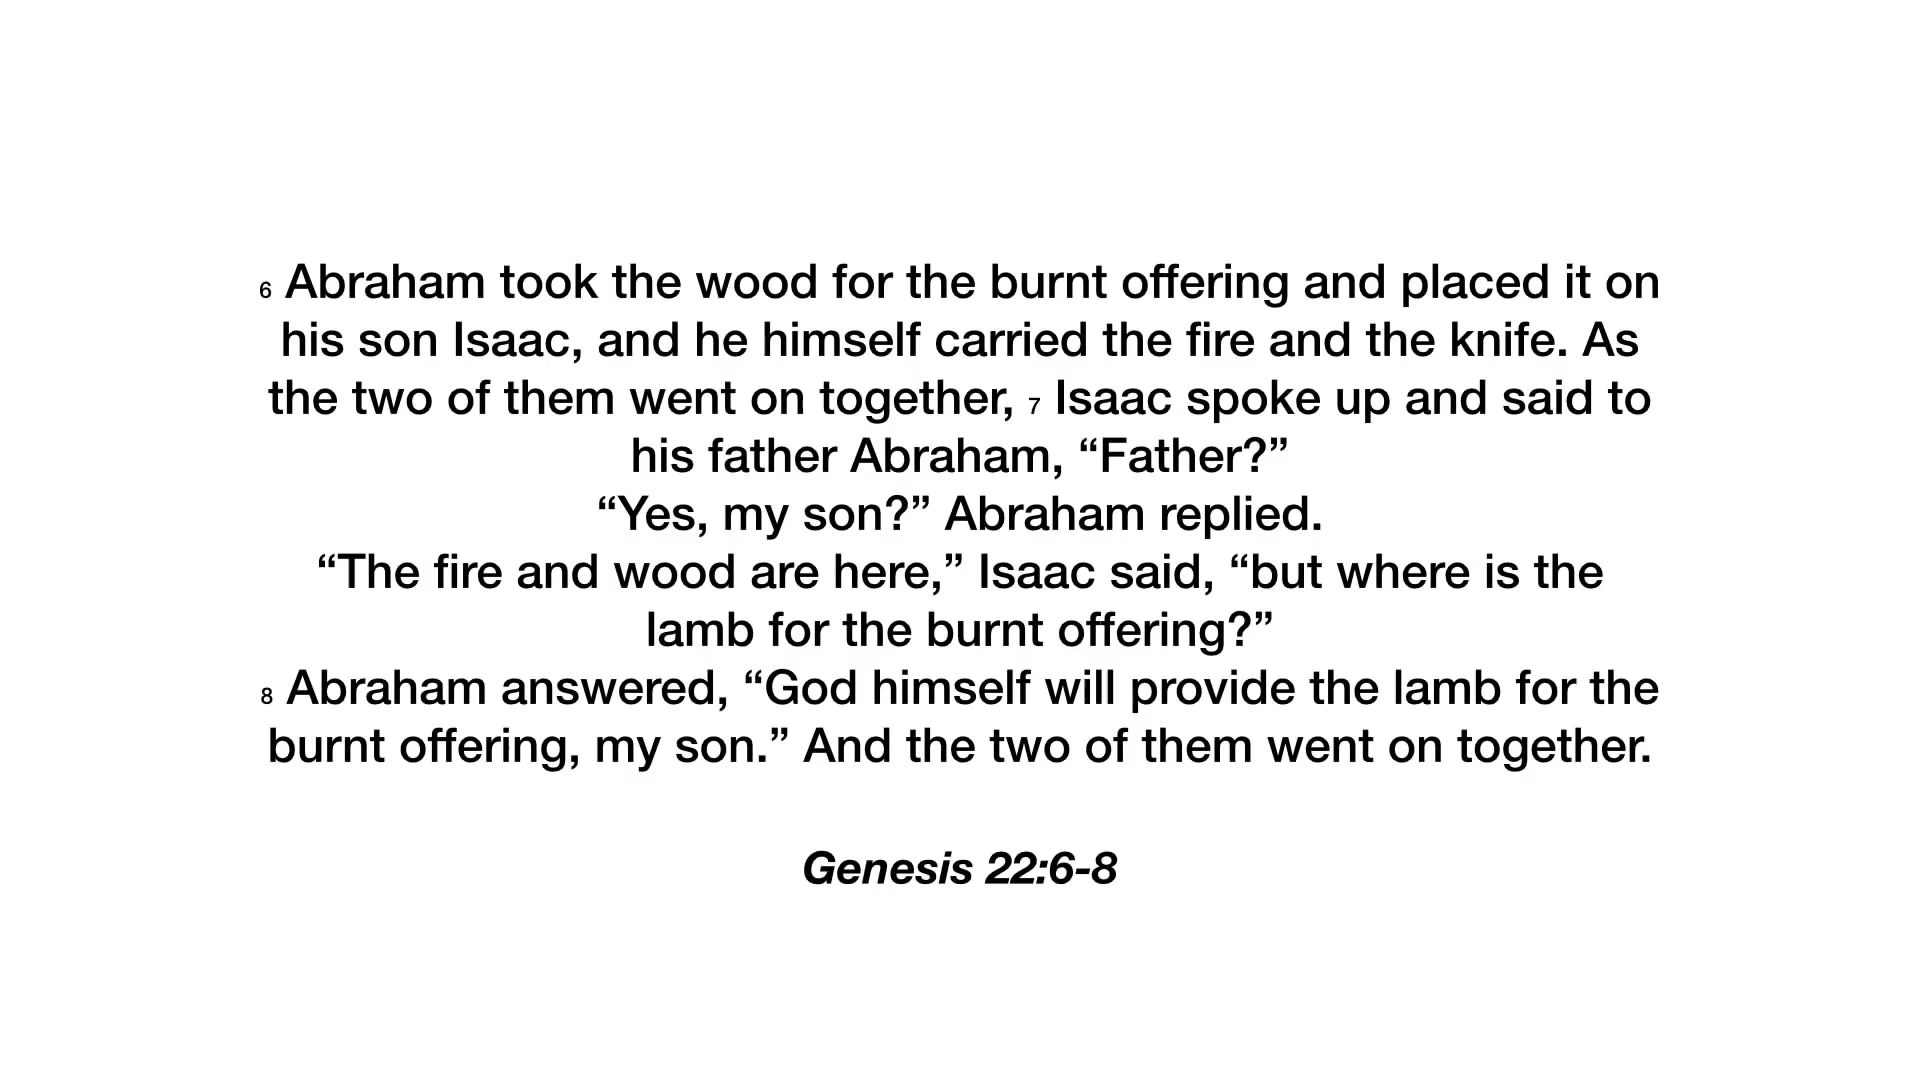 6 Abraham took the wood for the burnt offering and placed it on
his son Isaac, and he himself carried the fire and the knife. As
the two of them went on together, 7 Isaac spoke up and said to
his father Abraham, “Father?”
“Yes, my son?” Abraham replied.
“The fire and wood are here,” Isaac said, “but where is the
lamb for the burnt offering?”
8 Abraham answered, “God himself will provide the lamb for the
burnt offering, my son.” And the two of them went on together.
Genesis 22:6-8